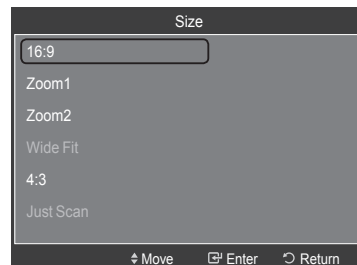 Size
16:9
Zoom1
Zoom2
Wide Fit
4:3
Just Scan
Move Enter Return